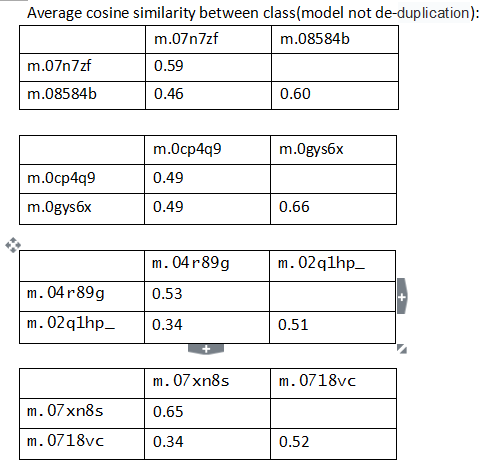 Average cosine similarity between class(model not de-duplication):
m.07n7zf m.08584b
m.07n7zf 0.59
m.08584b 0.46 0.60
m.0cp4q9 m.0gys6x
m.0cp4q9 0.49
m.0gys6x 0.49 0.66
m.04r89g m.02q1hp_
m.04r89g 0.53
m.02q1hp_ 0.34 0.51
m.07xn8s m.0718vc
m.07xn8s 0.65
m.0718vc 0.34 0.52